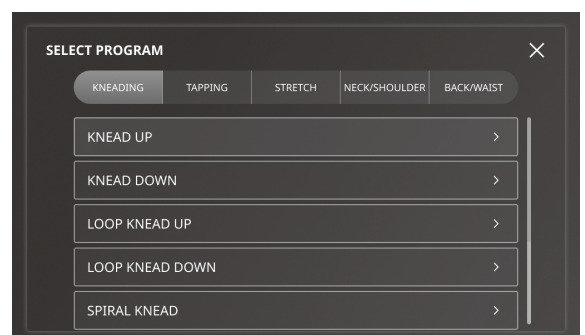 SELECT PROGRAM
KNEADING TAPPING STRETCH NECK/SHOULDER BACK/WAIST
KNEAD UP
KNEAD DOWN
LOOP KNEAD UP
LOOP KNEAD DOWN
SPIRAL KNEAD